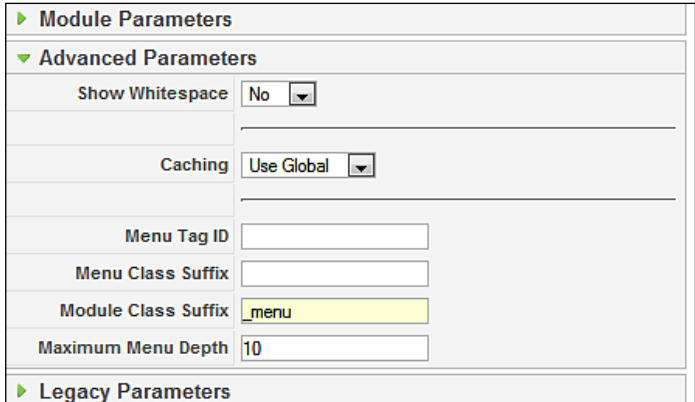 Module Parameters
Advanced Parameters
Show Whitespace No
Caching Use Global
Menu Tag ID
Menu Class Suffix
Module Class Suffix _menu
Maximum Menu Depth 10
Legacy Parameters